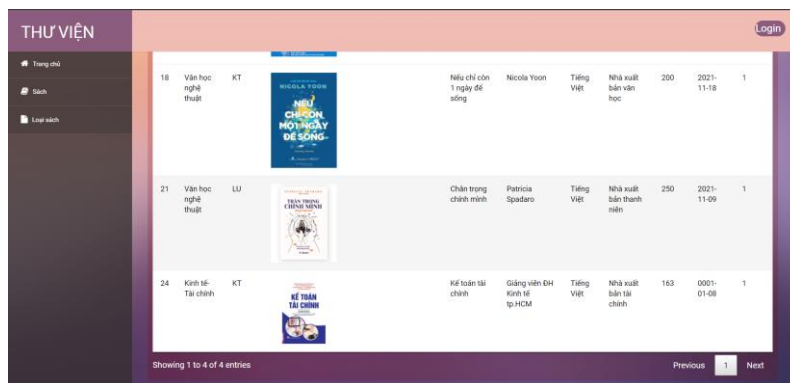 THƯ VIỆN
Login
Trang chủ
Sách
Loại sách
18 Văn học KT Nếu chỉ còn Nicola Yoon Tiếng Nhà xuất 200 2021- 1
nghệ 1 ngày để Việt bản văn 11-18
thuật sống học
NICOLA YOON
NẾU
CHỈ CÒN
MỘT NGÀY
ĐỂ SỐNG
21 Văn học LU Chân trọng Patricia Tiếng Nhà xuất 250 2021- 1
nghệ chính mình Spadaro Việt bản thanh 11-09
thuật niên
TRÂN TRỌNG
CHÍNH MÌNH
24 Kinh tế- KT Kế toán tài Giảng viên ĐH Tiếng Nhà xuất 163 0001- 1
Tài chính chính Kinh tế Việt bản tài 01-08
tp.HCM chính
KẾ TOÁN
TÀI CHÍNH
Showing 1 to 4 of 4 entries
Previous 1 Next